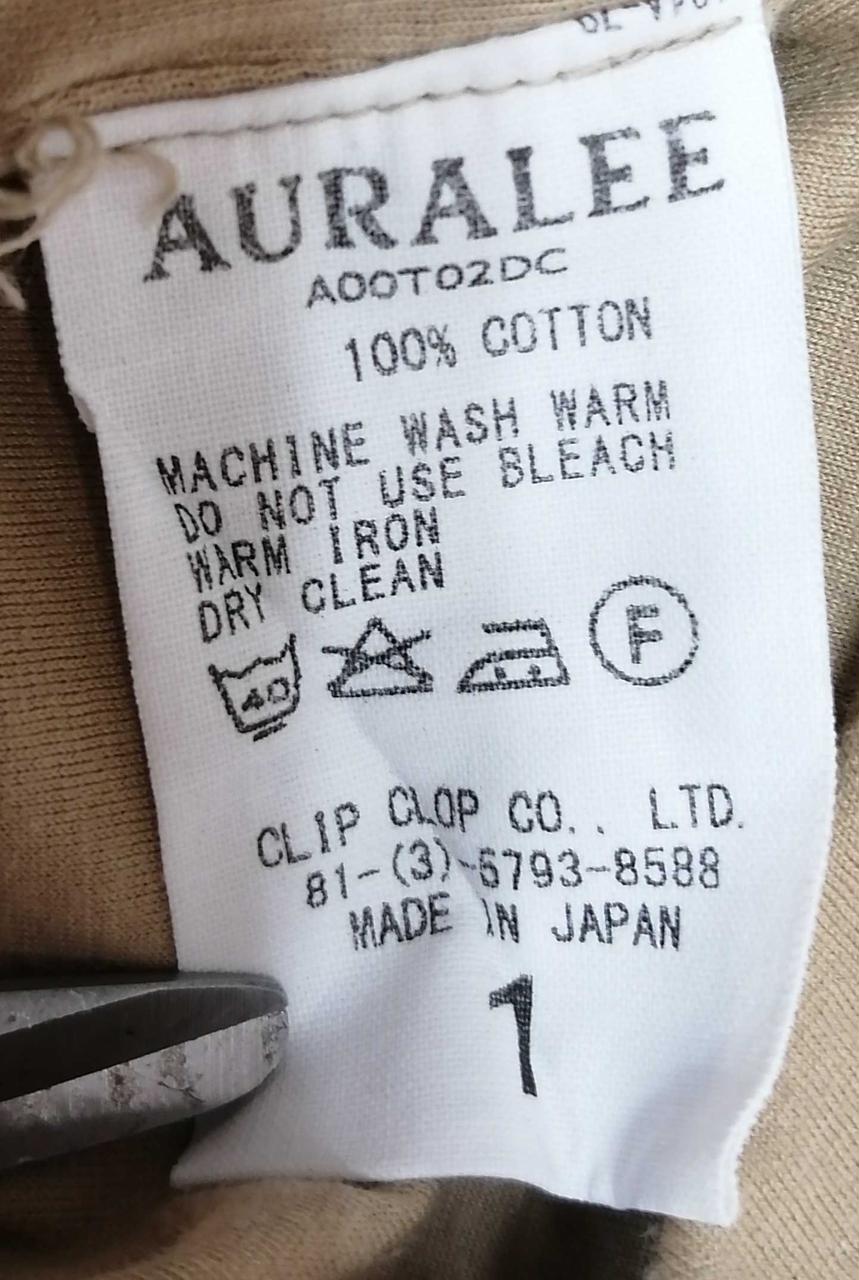 AURALEE
A00T02DC
100% COTTON
MACHINE WASH WARM
DO NOT USE BLEACH
WARM IRON
DRY CLEAN
40
F
CLIP CLOP CO., LTD.
81-(3)-6793-8588
MADE IN JAPAN
1